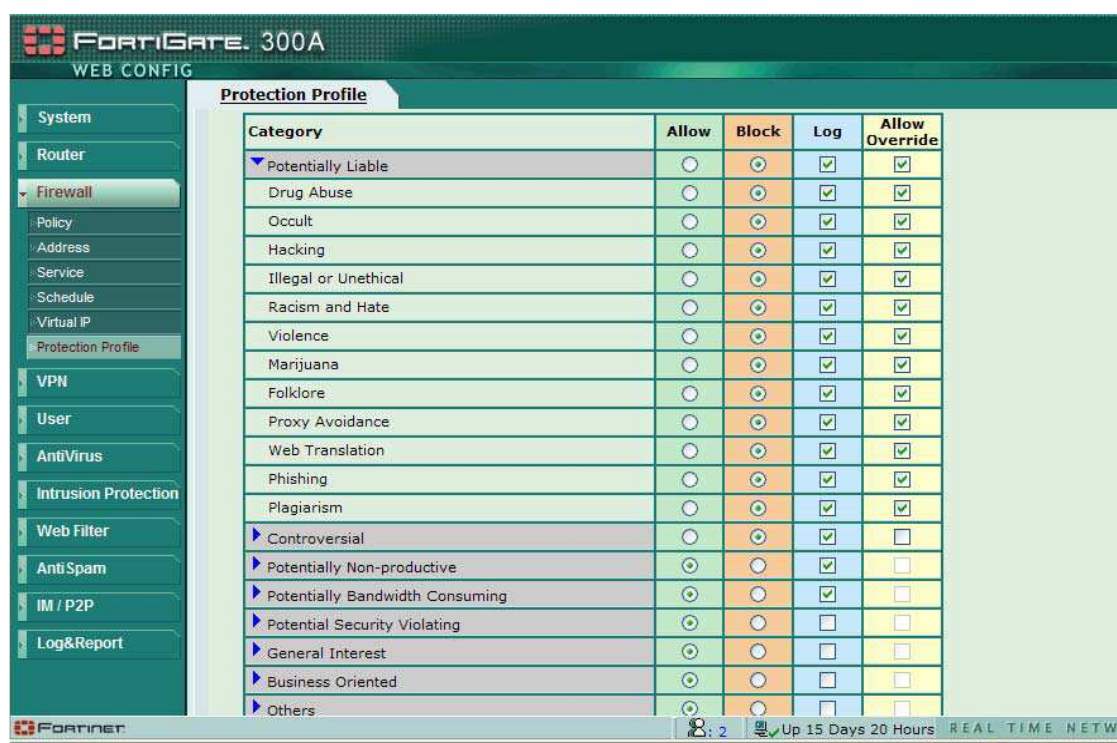 FORTIGATE. 300A
WEB CONFIG
Protection Profile
System
Router
Firewall
Policy
Address
Service
Schedule
Virtual IP
Protection Profile
VPN
User
AntiVirus
Intrusion Protection
Web Filter
AntiSpam
IM / P2P
Log&Report
Category Allow Block Log Allow Override
Potentially Liable
Drug Abuse
Occult
Hacking
Illegal or Unethical
Racism and Hate
Violence
Marijuana
Folklore
Proxy Avoidance
Web Translation
Phishing
Plagiarism
Controversial
Potentially Non-productive
Potentially Bandwidth Consuming
Potential Security Violating
General Interest
Business Oriented
Others
FORTINET
: 2 Up 15 Days 20 Hours REAL TIME NETW